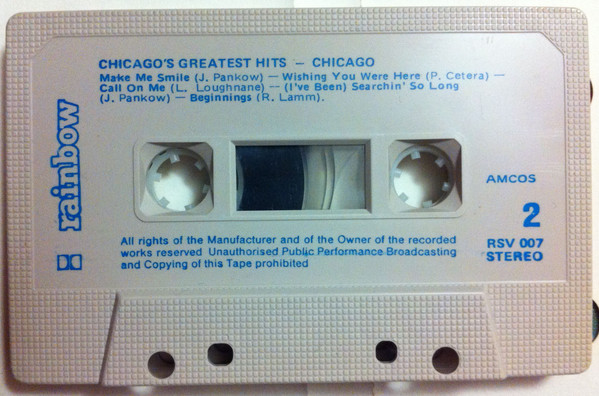 CHICAGO'S GREATEST HITS – CHICAGO
Make Me Smile (J. Pankow) — Wishing You Were Here (P. Cetera) —
Call On Me (L. Loughnane) — (I've Been) Searchin' So Long
(J. Pankow) — Beginnings (R. Lamm).
rainbow
AMCOS
2
RSV 007
STEREO
All rights of the Manufacturer and of the Owner of the recorded
works reserved Unauthorised Public Performance Broadcasting
and Copying of this Tape prohibited